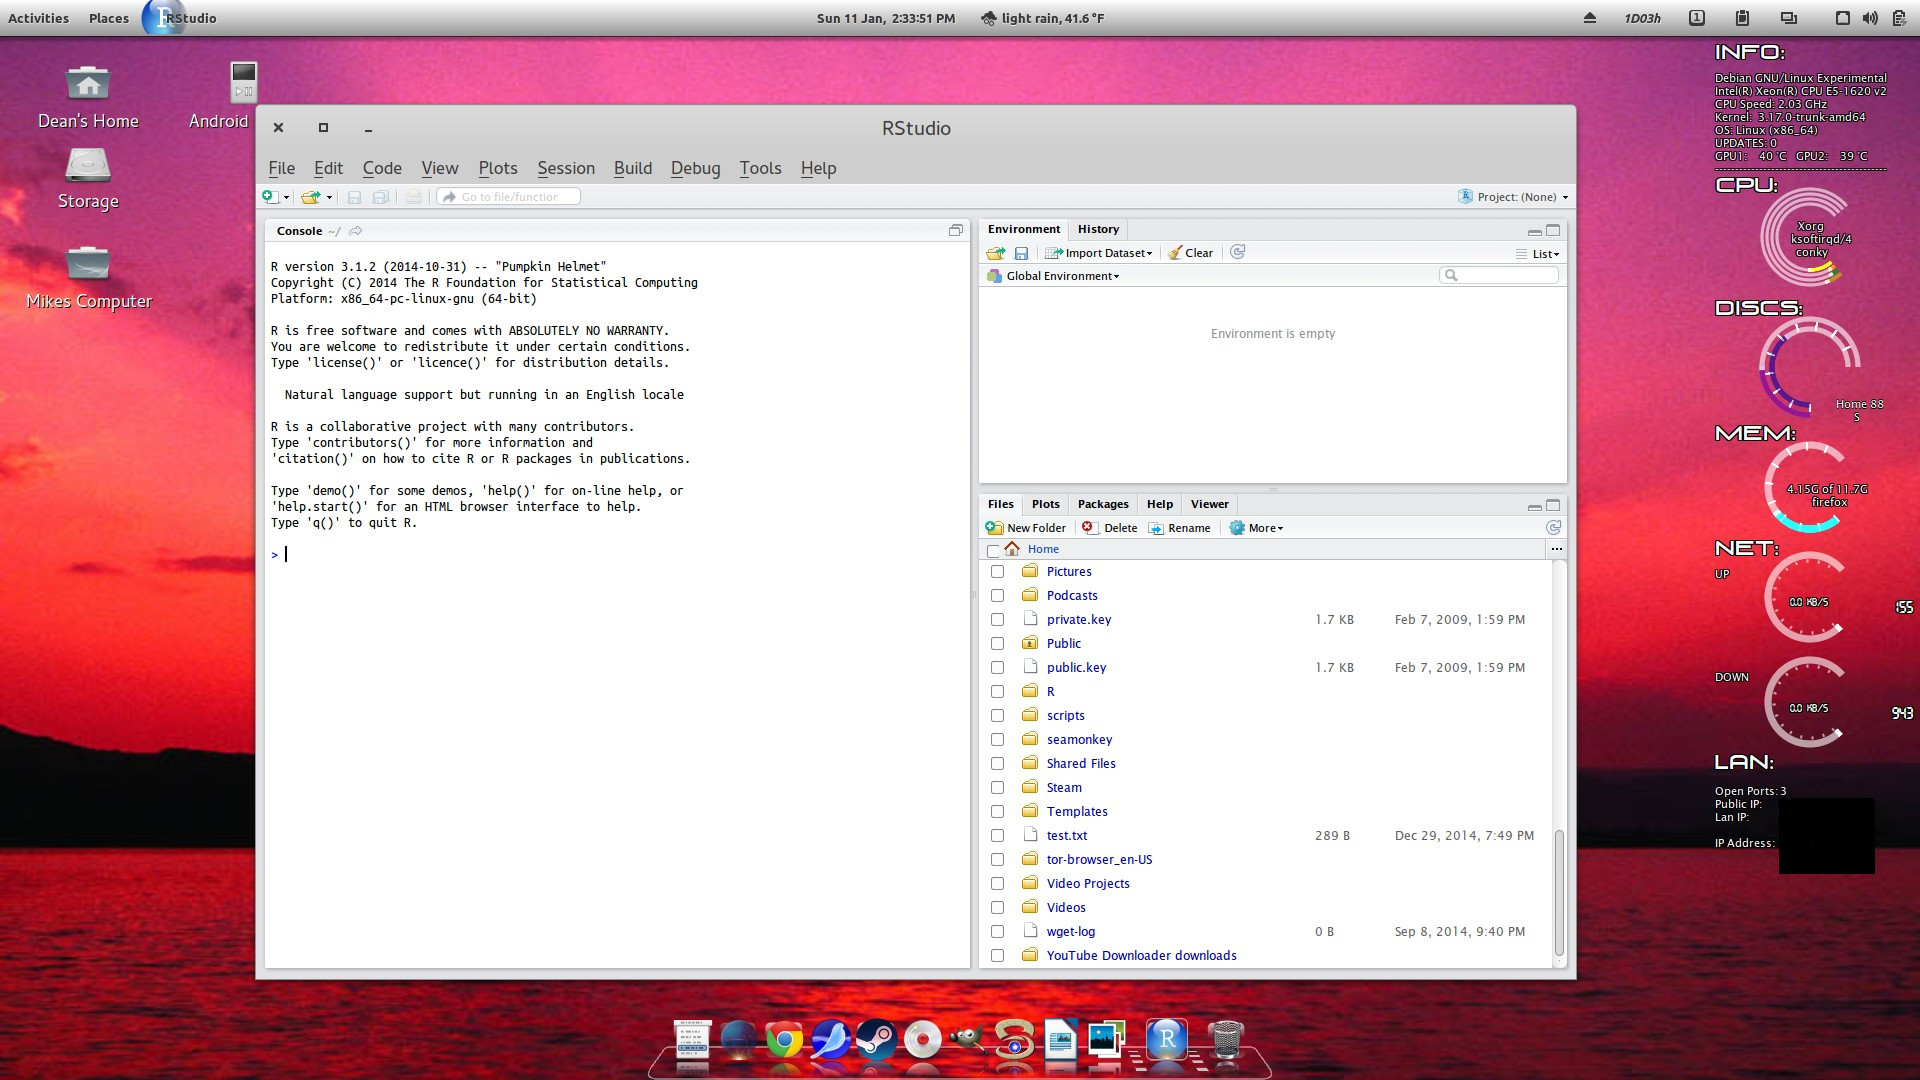 Activities Places RStudio Sun 11 Jan, 2:33:51 PM light rain, 41.6 °F 1D03h 1
Dean's Home
Android
Storage
Mikes Computer
RStudio
File Edit Code View Plots Session Build Debug Tools Help
Go to file/function Project: (None)
Console ~/
R version 3.1.2 (2014-10-31) -- "Pumpkin Helmet"
Copyright (C) 2014 The R Foundation for Statistical Computing
Platform: x86_64-pc-linux-gnu (64-bit)
R is free software and comes with ABSOLUTELY NO WARRANTY.
You are welcome to redistribute it under certain conditions.
Type 'license()' or 'licence()' for distribution details.
Natural language support but running in an English locale
R is a collaborative project with many contributors.
Type 'contributors()' for more information and
'citation()' on how to cite R or R packages in publications.
Type 'demo()' for some demos, 'help()' for on-line help, or
'help.start()' for an HTML browser interface to help.
Type 'q()' to quit R.
>
Environment History
Import Dataset Clear List
Global Environment
Environment is empty
Files Plots Packages Help Viewer
New Folder Delete Rename More
Home ...
Pictures
Podcasts
private.key 1.7 KB Feb 7, 2009, 1:59 PM
Public
public.key 1.7 KB Feb 7, 2009, 1:59 PM
R
scripts
seamonkey
Shared Files
Steam
Templates
test.txt 289 B Dec 29, 2014, 7:49 PM
tor-browser_en-US
Video Projects
Videos
wget-log 0 B Sep 8, 2014, 9:40 PM
YouTube Downloader downloads
INFO:
Debian GNU/Linux Experimental
Intel(R) Xeon(R) CPU E5-1620 v2
CPU Speed: 2.03 GHz
Kernel: 3.17.0-trunk-amd64
OS: Linux (x86_64)
UPDATES: 0
GPU1: 40 °C GPU2: 39 °C
CPU:
Xorg
ksoftirqd/4
conky
DISCS:
Home 88
S
MEM:
4.15G of 11.7G
firefox
NET:
UP
0.0 KB/S
155
DOWN
0.0 KB/S
943
LAN:
Open Ports: 3
Public IP:
Lan IP:
IP Address:
R